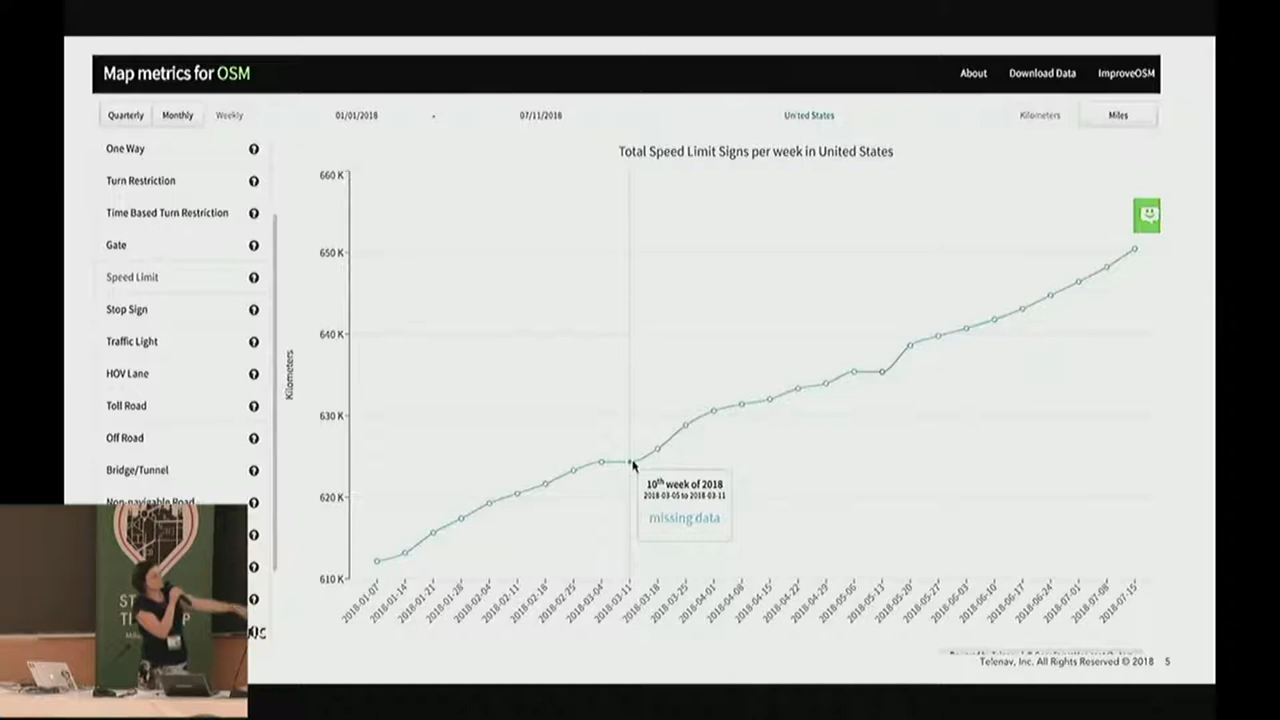 Map metrics for OSM
About Download Data ImproveOSM
Quarterly Monthly Weekly 01/01/2018 - 07/11/2018 United States Kilometers Miles
One Way
Turn Restriction
Time Based Turn Restriction
Gate
Speed Limit
Stop Sign
Traffic Light
HOV Lane
Toll Road
Off Road
Bridge/Tunnel
Non-navigable Road
Total Speed Limit Signs per week in United States
660 K
650 K
640 K
630 K
620 K
610 K
Kilometers
10th week of 2018
2018-03-05 to 2018-03-11
missing data
2018-01-07
2018-01-14
2018-01-21
2018-01-28
2018-02-04
2018-02-11
2018-02-18
2018-02-25
2018-03-04
2018-03-11
2018-03-18
2018-03-25
2018-04-01
2018-04-08
2018-04-15
2018-04-22
2018-04-29
2018-05-06
2018-05-13
2018-05-20
2018-05-27
2018-06-03
2018-06-10
2018-06-17
2018-06-24
2018-07-01
2018-07-08
2018-07-15
Telenav, Inc. All Rights Reserved © 2018 5